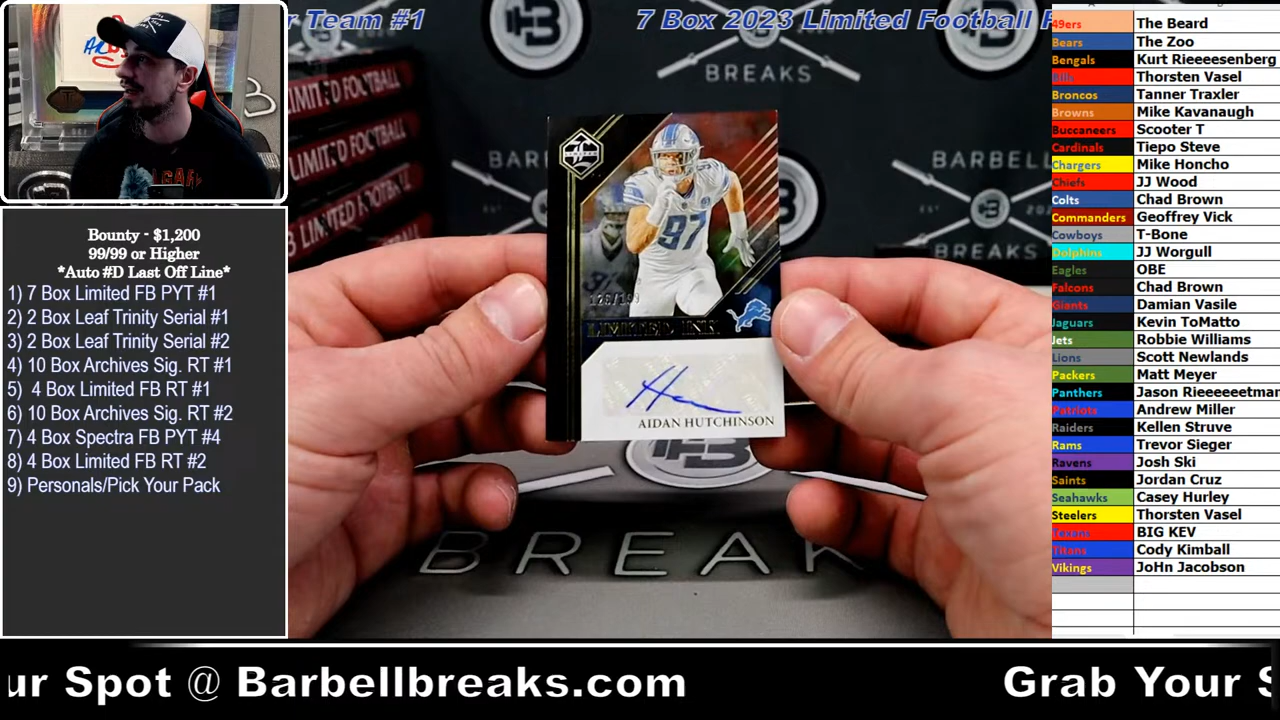 r Team #1
7 Box 2023 Limited Football
BREAKS
LIMITED FOOTBALL
LIMITED FOOTBALL
LIMITED
BARBELL
BREAKS
97
LIMITED INK
AIDAN HUTCHINSON
BREAK
Bounty - $1,200
99/99 or Higher
*Auto #D Last Off Line*
1) 7 Box Limited FB PYT #1
2) 2 Box Leaf Trinity Serial #1
3) 2 Box Leaf Trinity Serial #2
4) 10 Box Archives Sig. RT #1
5) 4 Box Limited FB RT #1
6) 10 Box Archives Sig. RT #2
7) 4 Box Spectra FB PYT #4
8) 4 Box Limited FB RT #2
9) Personals/Pick Your Pack
49ers The Beard
Bears The Zoo
Bengals Kurt Rieeeesenberg
Bills Thorsten Vasel
Broncos Tanner Traxler
Browns Mike Kavanaugh
Buccaneers Scooter T
Cardinals Tiepo Steve
Chargers Mike Honcho
Chiefs JJ Wood
Colts Chad Brown
Commanders Geoffrey Vick
Cowboys T-Bone
Dolphins JJ Worgull
Eagles OBE
Falcons Chad Brown
Giants Damian Vasile
Jaguars Kevin ToMatto
Jets Robbie Williams
Lions Scott Newlands
Packers Matt Meyer
Panthers Jason Rieeeeetman
Patriots Andrew Miller
Raiders Kellen Struve
Rams Trevor Sieger
Ravens Josh Ski
Saints Jordan Cruz
Seahawks Casey Hurley
Steelers Thorsten Vasel
Texans BIG KEV
Titans Cody Kimball
Vikings JoHn Jacobson
ur Spot @ Barbellbreaks.com
Grab Your S